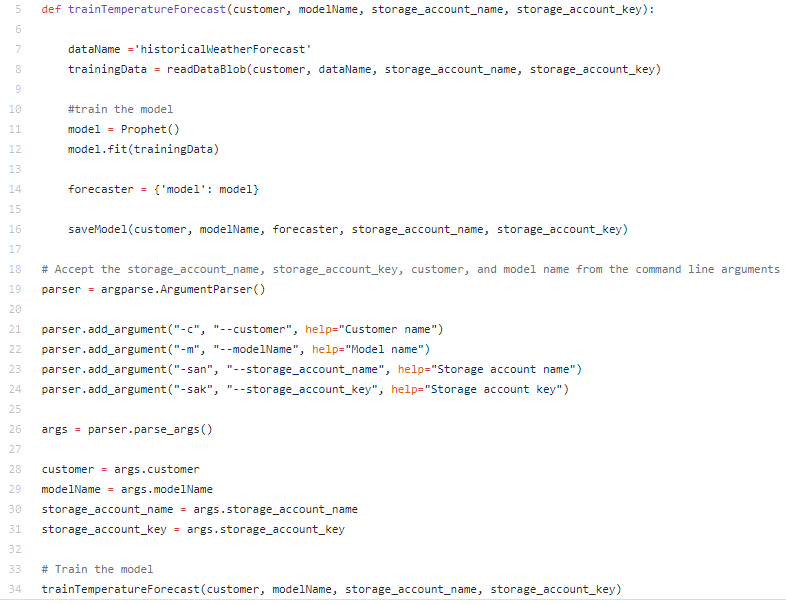 5 def trainTemperatureForecast(customer, modelName, storage_account_name, storage_account_key):
6
7 dataName ='historicalWeatherForecast'
8 trainingData = readDataBlob(customer, dataName, storage_account_name, storage_account_key)
9
10 #train the model
11 model = Prophet()
12 model.fit(trainingData)
13
14 forecaster = {'model': model}
15
16 saveModel(customer, modelName, forecaster, storage_account_name, storage_account_key)
17
18 # Accept the storage_account_name, storage_account_key, customer, and model name from the command line arguments
19 parser = argparse.ArgumentParser()
20
21 parser.add_argument("-c", "--customer", help="Customer name")
22 parser.add_argument("-m", "--modelName", help="Model name")
23 parser.add_argument("-san", "--storage_account_name", help="Storage account name")
24 parser.add_argument("-sak", "--storage_account_key", help="Storage account key")
25
26 args = parser.parse_args()
27
28 customer = args.customer
29 modelName = args.modelName
30 storage_account_name = args.storage_account_name
31 storage_account_key = args.storage_account_key
32
33 # Train the model
34 trainTemperatureForecast(customer, modelName, storage_account_name, storage_account_key)